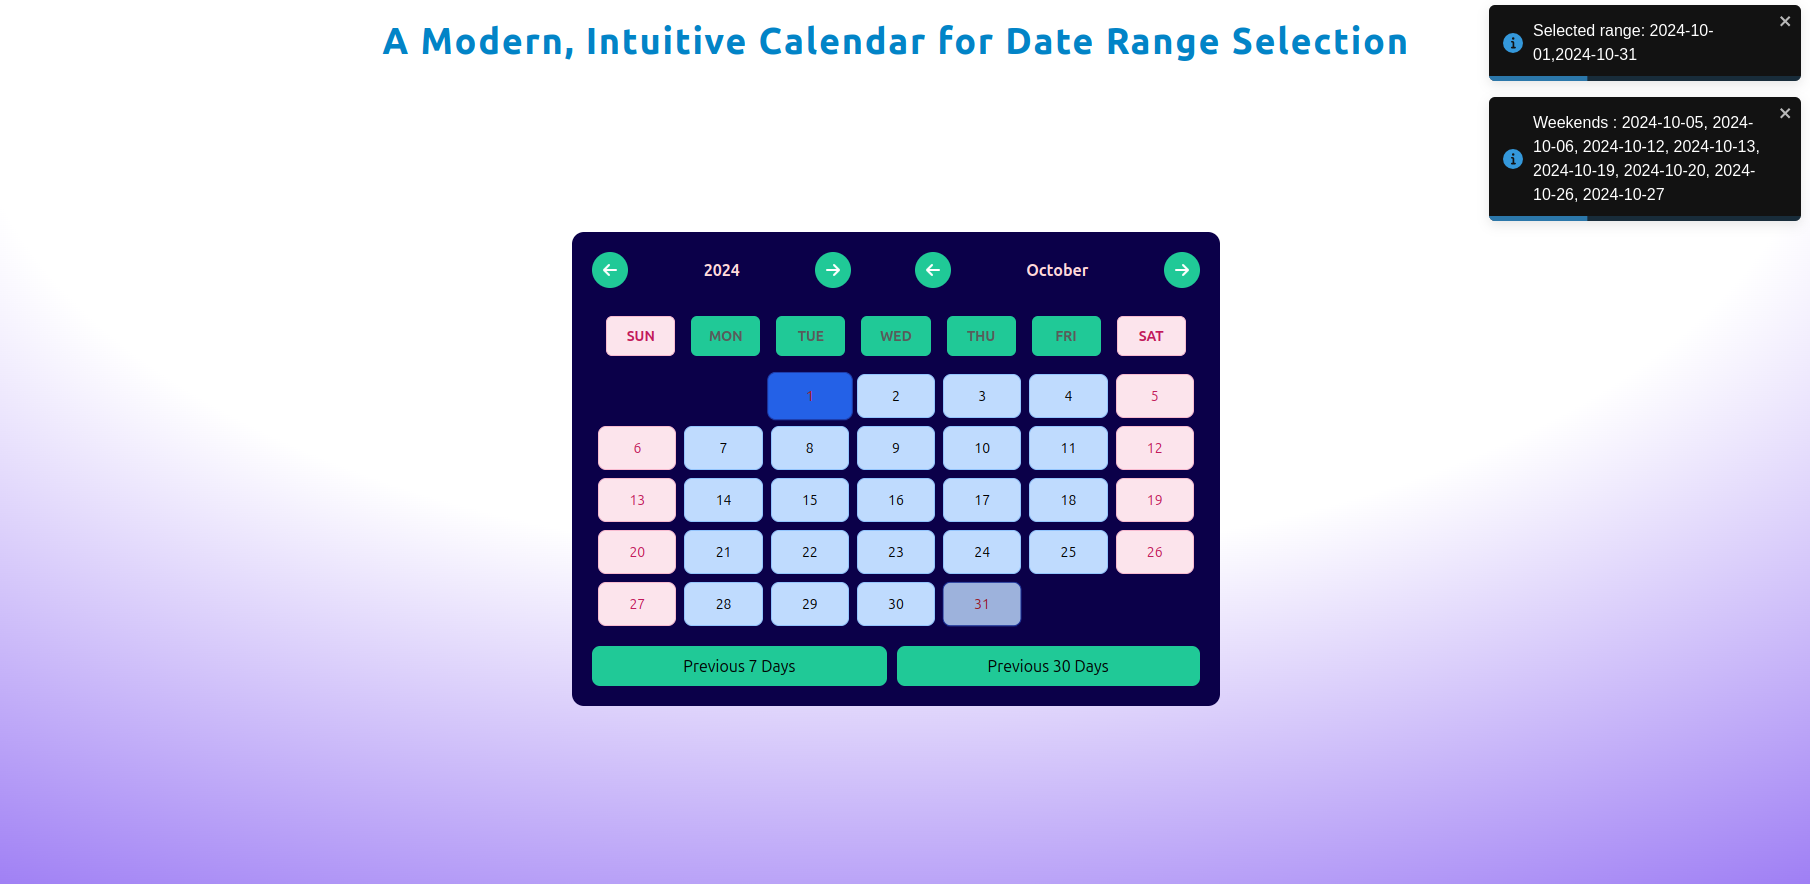 A Modern, Intuitive Calendar for Date Range Selection
Selected range: 2024-10-
01,2024-10-31
Weekends : 2024-10-05, 2024-
10-06, 2024-10-12, 2024-10-13,
2024-10-19, 2024-10-20, 2024-
10-26, 2024-10-27
2024 October
SUN MON TUE WED THU FRI SAT
1 2 3 4 5
6 7 8 9 10 11 12
13 14 15 16 17 18 19
20 21 22 23 24 25 26
27 28 29 30 31
Previous 7 Days Previous 30 Days